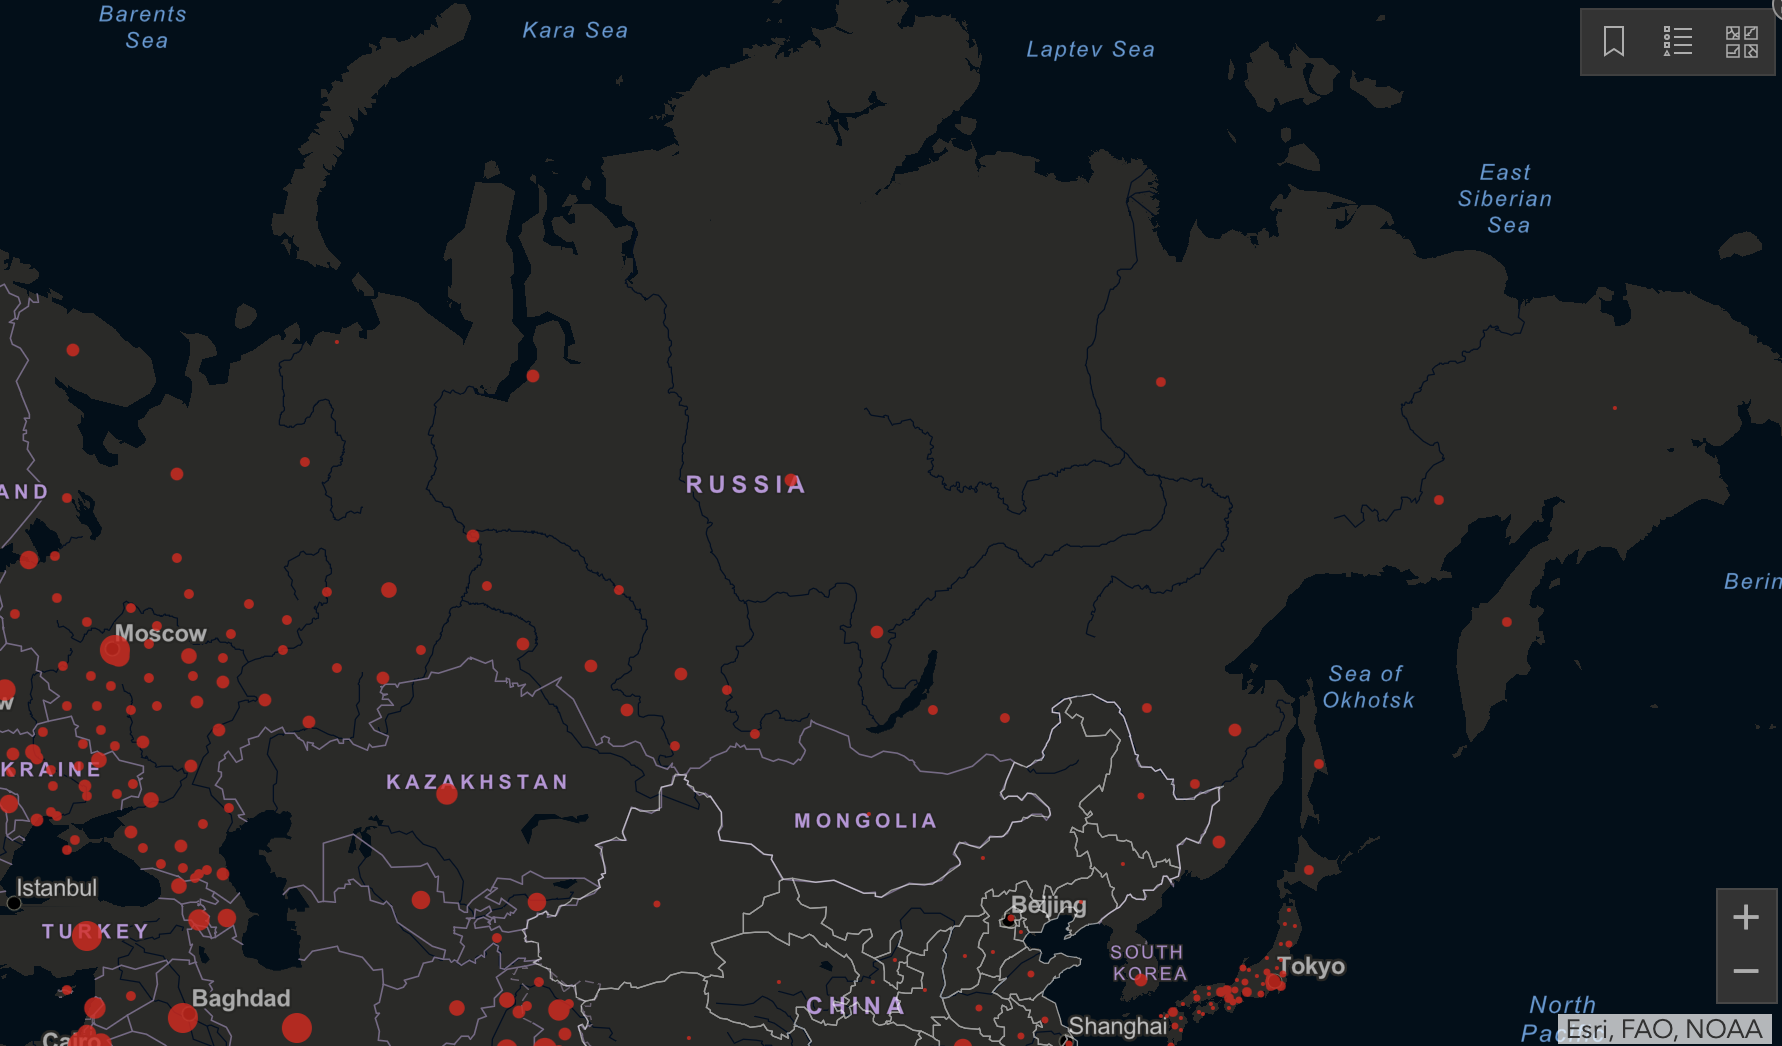 Barents
Sea
Kara Sea
Laptev Sea
East
Siberian
Sea
AND
RUSSIA
Berin
Moscow
Sea of
Okhotsk
w
KRAINE
KAZAKHSTAN
MONGOLIA
Istanbul
TURKEY
Beijing
SOUTH
KOREA
Tokyo
Baghdad
CHINA
North
Pacific
Shanghai
Esri, FAO, NOAA
Cairo